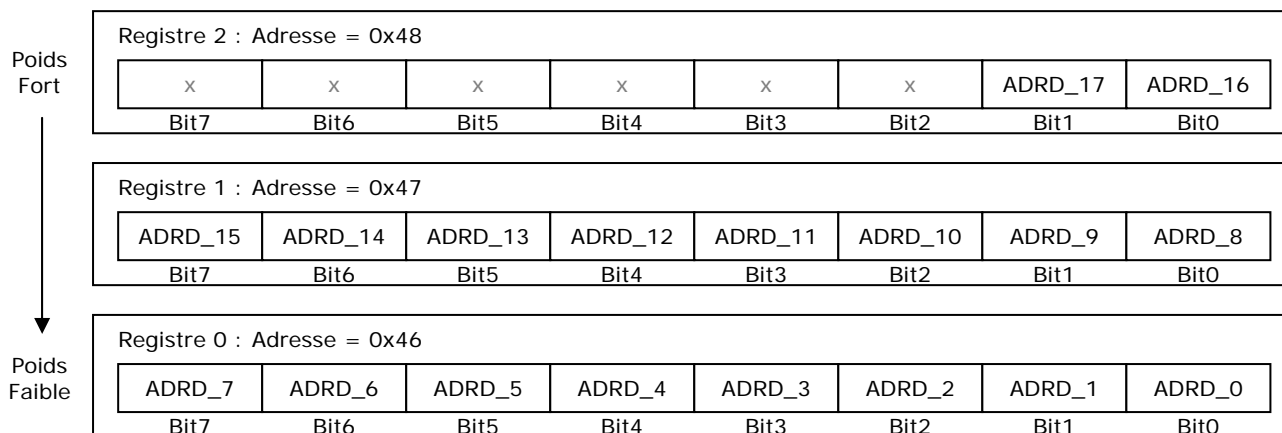 Poids
Fort
Registre 2 : Adresse = 0x48
x x x x x x ADRD_17 ADRD_16
Bit7 Bit6 Bit5 Bit4 Bit3 Bit2 Bit1 Bit0
Registre 1 : Adresse = 0x47
ADRD_15 ADRD_14 ADRD_13 ADRD_12 ADRD_11 ADRD_10 ADRD_9 ADRD_8
Bit7 Bit6 Bit5 Bit4 Bit3 Bit2 Bit1 Bit0
Poids
Faible
Registre 0 : Adresse = 0x46
ADRD_7 ADRD_6 ADRD_5 ADRD_4 ADRD_3 ADRD_2 ADRD_1 ADRD_0
Bit7 Bit6 Bit5 Bit4 Bit3 Bit2 Bit1 Bit0